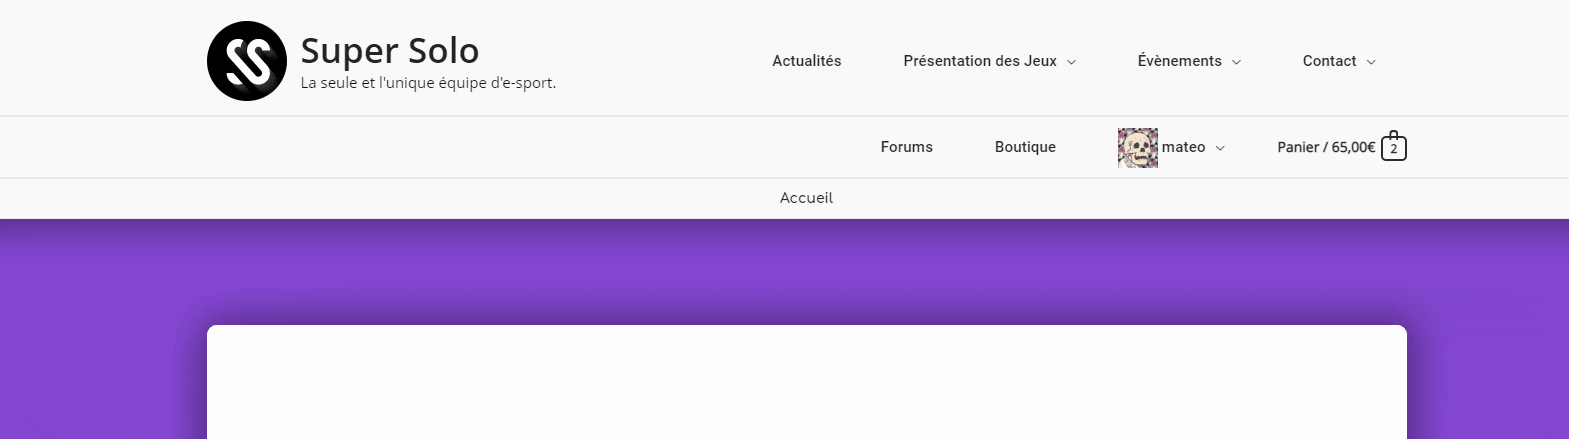 Super Solo
La seule et l'unique équipe d'e-sport.
Actualités Présentation des Jeux Évènements Contact
Forums Boutique mateo Panier / 65,00€ 2
Accueil